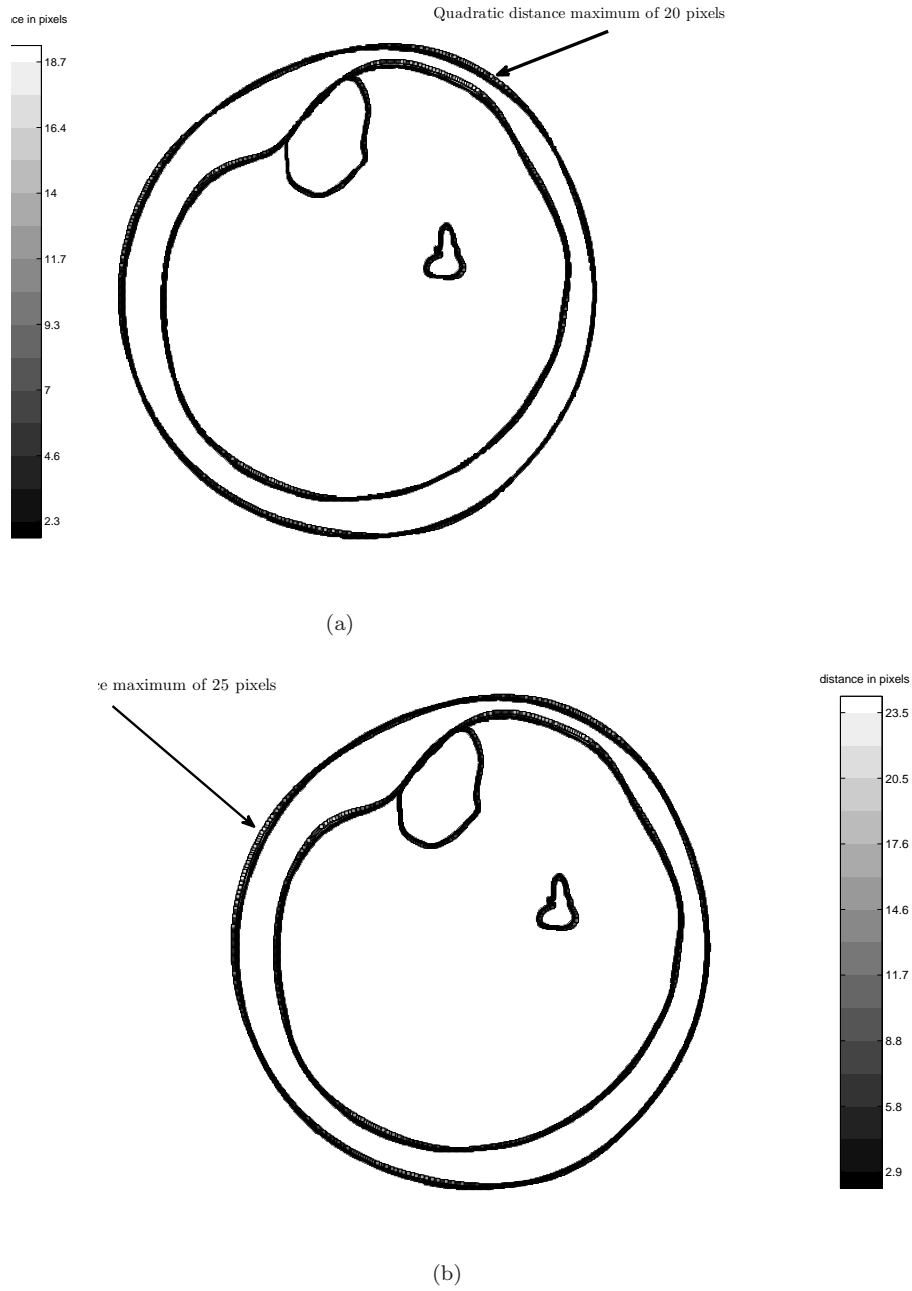 Quadratic distance maximum of 20 pixels
in pixels
18.7
16.4
14
11.7
9.3
7
4.6
2.3
(a)
maximum of 25 pixels
distance in pixels
23.5
20.5
17.6
14.6
11.7
8.8
5.8
2.9
(b)